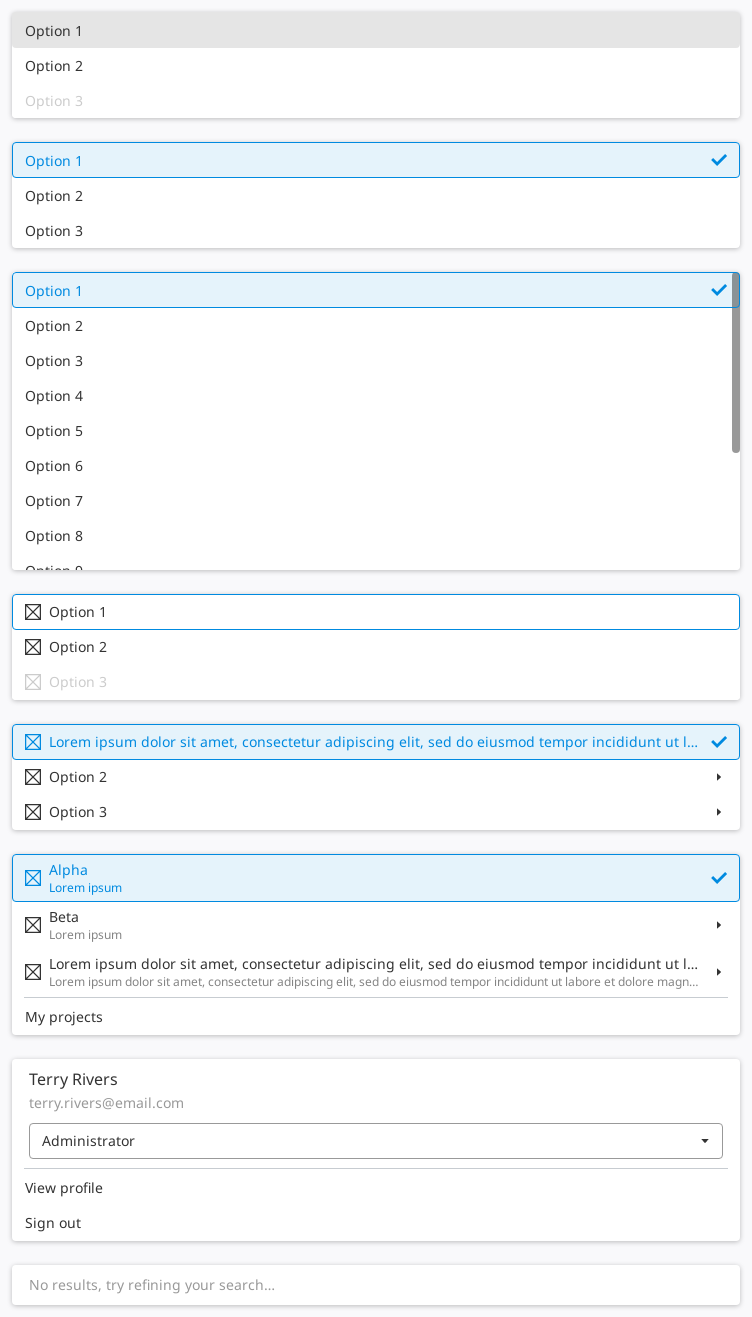 Option 1
Option 2
Option 3
Option 1
Option 2
Option 3
Option 1
Option 2
Option 3
Option 4
Option 5
Option 6
Option 7
Option 8
Option 9
Option 1
Option 2
Option 3
Lorem ipsum dolor sit amet, consectetur adipiscing elit, sed do eiusmod tempor incididunt ut l...
Option 2
Option 3
Alpha
Lorem ipsum
Beta
Lorem ipsum
Lorem ipsum dolor sit amet, consectetur adipiscing elit, sed do eiusmod tempor incididunt ut l...
Lorem ipsum dolor sit amet, consectetur adipiscing elit, sed do eiusmod tempor incididunt ut labore et dolore magn...
My projects
Terry Rivers
terry.rivers@email.com
Administrator
View profile
Sign out
No results, try refining your search...